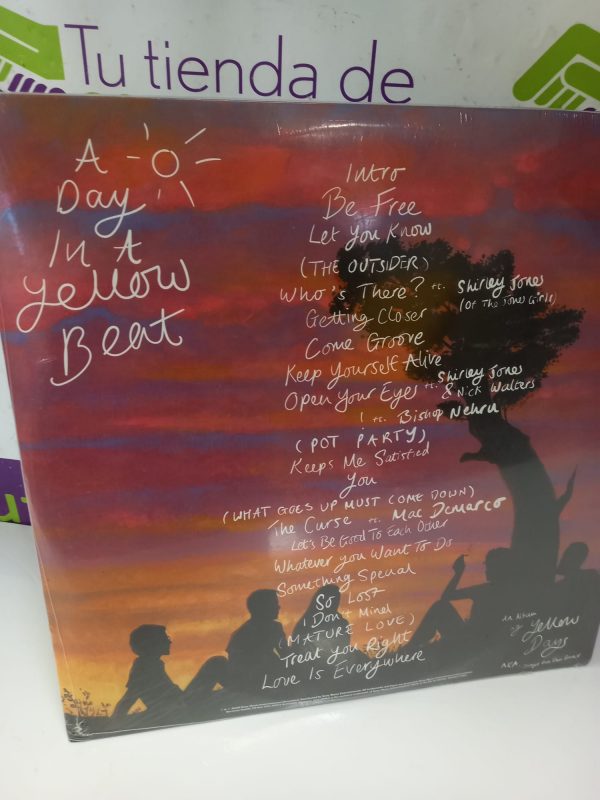 Tu tienda de
A
Day
In A
Yellow
Beat
Intro
Be Free
Let You Know
(THE OUTSIDER)
Who's There? ft. Shirley Jones
(Of The Jones Girls)
Getting Closer
Come Groove
Keep Yourself Alive
Open Your Eyes ft. Shirley Jones
& Nick Walters
! ft. Bishop Nehru
(POT PARTY)
Keeps Me Satisfied
You
(WHAT GOES UP MUST COME DOWN)
The Curse ft. Mac Demarco
Let's Be Good To Each Other
Whatever You Want To Do
Something Special
So Lost
I Don't Mind
(MATURE LOVE)
Treat You Right
Love Is Everywhere
An Album
by Yellow
Days